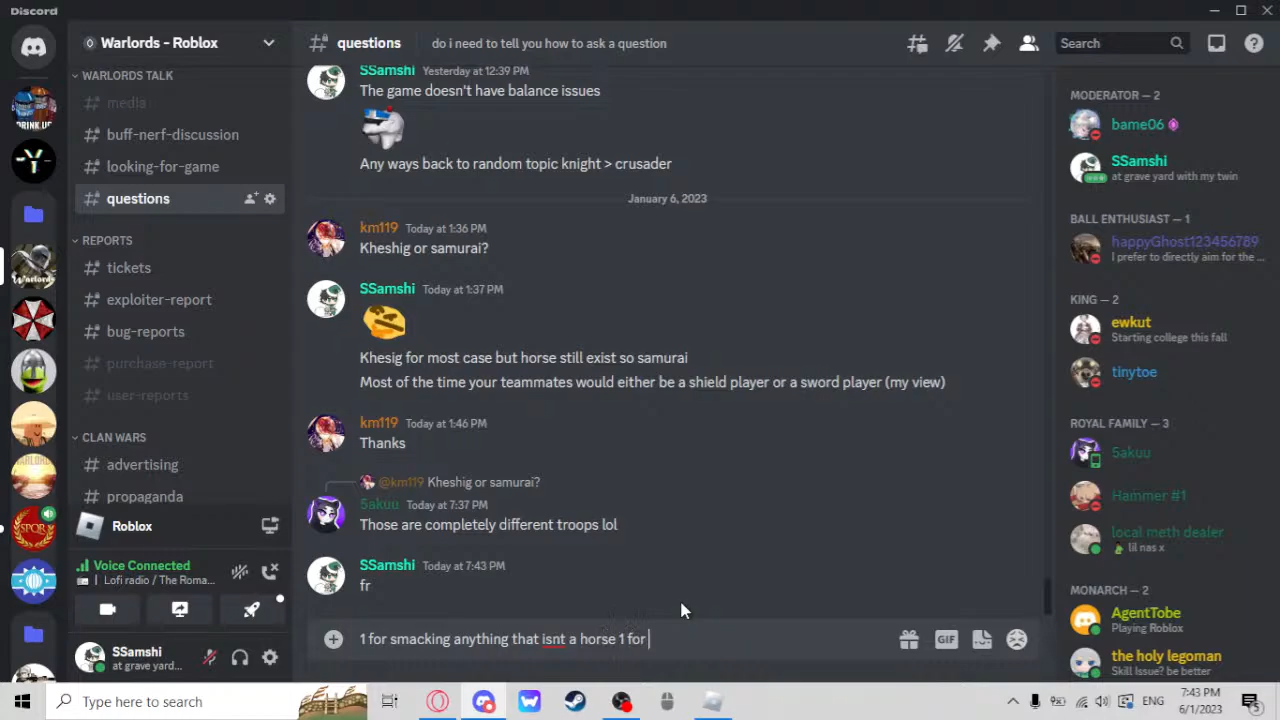 Discord
Warlords - Roblox
WARLORDS TALK
media
buff-nerf-discussion
looking-for-game
questions
REPORTS
tickets
exploiter-report
bug-reports
purchase-report
user-reports
CLAN WARS
advertising
propaganda
Roblox
Voice Connected
Lofi radio / The Roma...
SSamshi
at grave yard...
DRINK UP
Warlords
WARLORDS
SPQR
questions
do i need to tell you how to ask a question
Search
SSamshi Yesterday at 12:39 PM
The game doesn't have balance issues
Any ways back to random topic knight > crusader
January 6, 2023
km119 Today at 1:36 PM
Kheshig or samurai?
SSamshi Today at 1:37 PM
Khesig for most case but horse still exist so samurai
Most of the time your teammates would either be a shield player or a sword player (my view)
km119 Today at 1:46 PM
Thanks
@km119 Kheshig or samurai?
5akuu Today at 7:37 PM
Those are completely different troops lol
SSamshi Today at 7:43 PM
fr
1 for smacking anything that isnt a horse 1 for
GIF
MODERATOR — 2
bame06
SSamshi
at grave yard with my twin
BALL ENTHUSIAST — 1
happyGhost123456789
I prefer to directly aim for the ...
KING — 2
ewkut
Starting college this fall
tinytoe
ROYAL FAMILY — 3
5akuu
Hammer #1
local meth dealer
lil nas x
MONARCH — 2
AgentTobe
Playing Roblox
the holy legoman
Skill Issue? be better
Type here to search
ENG
7:43 PM
6/1/2023
5